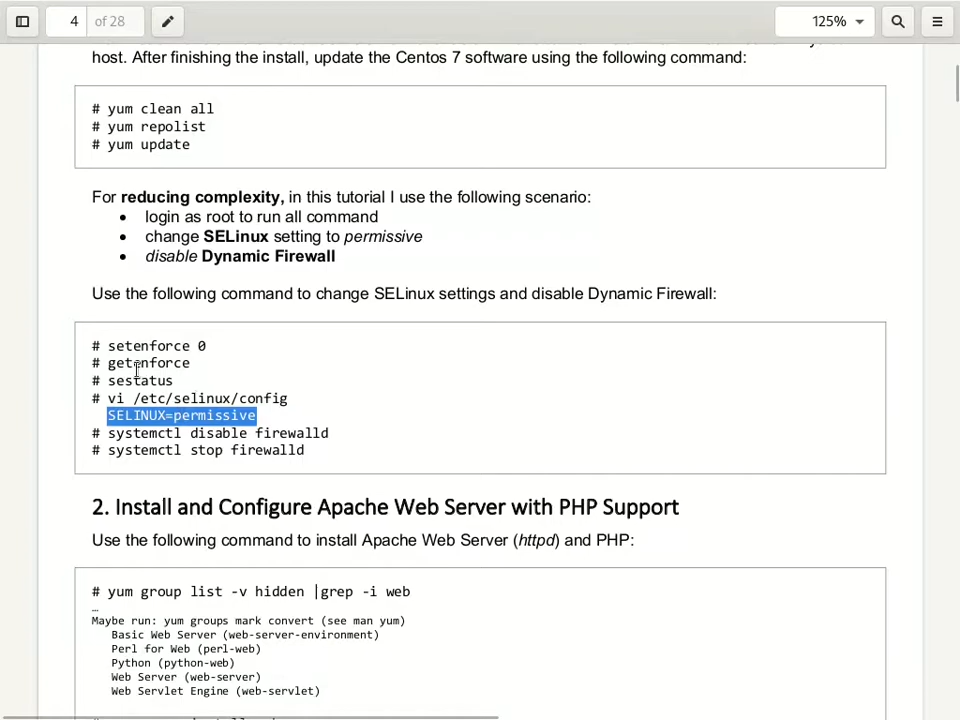 4
of 28
125%
host. After finishing the install, update the Centos 7 software using the following command:
# yum clean all
# yum repolist
# yum update
For reducing complexity, in this tutorial I use the following scenario:
• login as root to run all command
• change SELinux setting to permissive
• disable Dynamic Firewall
Use the following command to change SELinux settings and disable Dynamic Firewall:
# setenforce 0
# getenforce
# sestatus
# vi /etc/selinux/config
SELINUX=permissive
# systemctl disable firewalld
# systemctl stop firewalld
2. Install and Configure Apache Web Server with PHP Support
Use the following command to install Apache Web Server (httpd) and PHP:
# yum group list -v hidden |grep -i web
…
Maybe run: yum groups mark convert (see man yum)
Basic Web Server (web-server-environment)
Perl for Web (perl-web)
Python (python-web)
Web Server (web-server)
Web Servlet Engine (web-servlet)